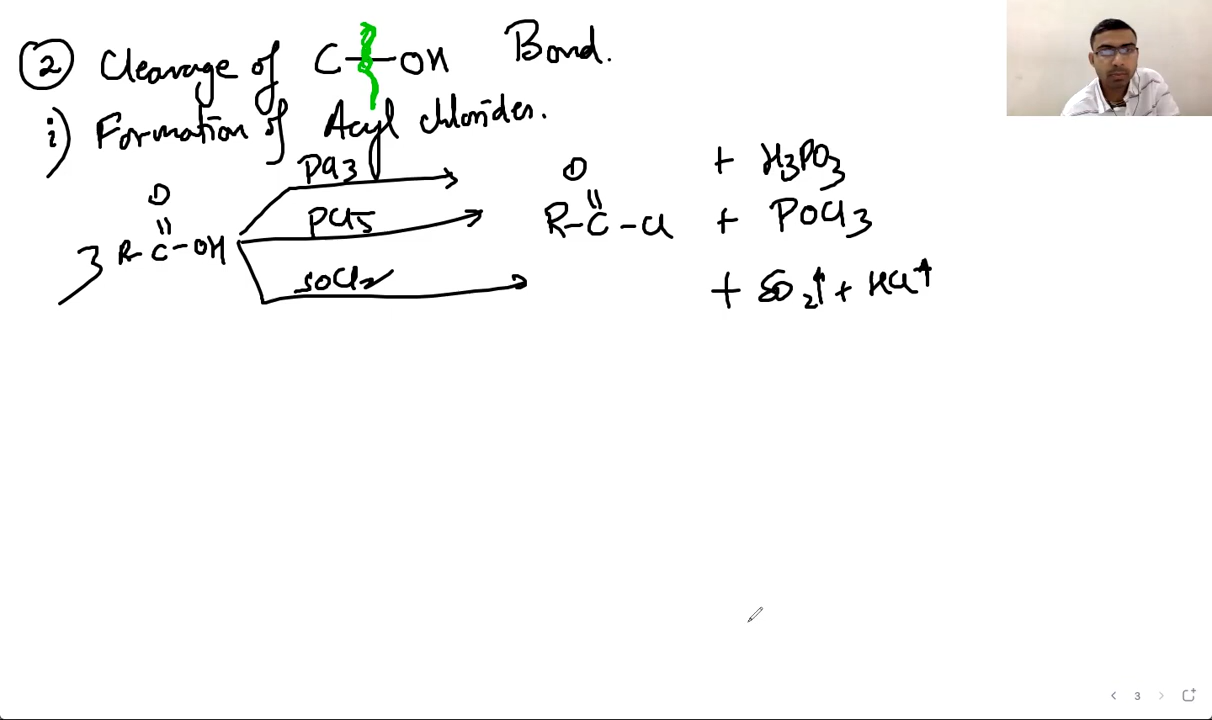 ② Cleavage of C–OH Bond.
i) Formation of Acyl chlorides.
PCl3 + H3PO3
O O
|| ||
3 R–C–OH PCl5 R–C–Cl + POCl3
SOCl2 + SO2↑ + HCl↑
3